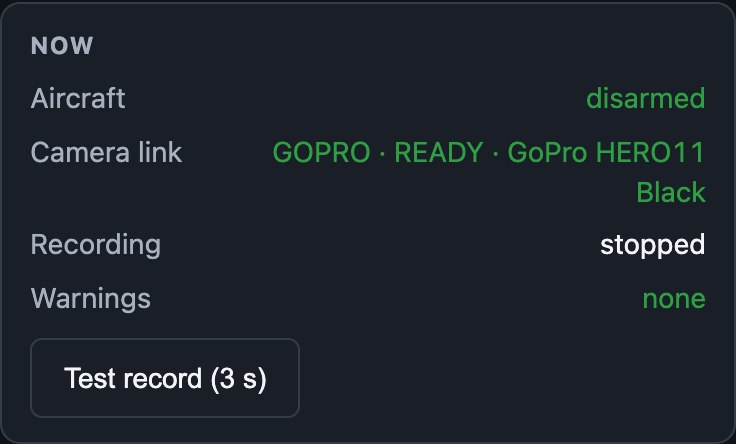 NOW
Aircraft disarmed
Camera link GOPRO · READY · GoPro HERO11
Black
Recording stopped
Warnings none
Test record (3 s)